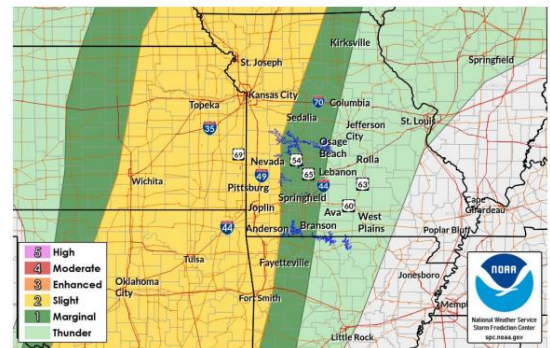 Kirksville
Springfield
St. Joseph
Kansas City
70
Columbia
Topeka
Sedalia
St. Louis
35
Jefferson
City
69
Osage
Beach
Nevada
54
Rolla
Lebanon
65
Wichita
49
44
63
Pittsburg
Springfield
60
Cape
Girardeau
Joplin
Ava
West
Plains
44
Anderson
Branson
Poplar Bluff
5 High
4 Moderate
3 Enhanced
2 Slight
1 Marginal
Thunder
Tulsa
Fayetteville
Oklahoma
City
Jonesboro
Fort Smith
Memp
Little Rock
NOAA
National Weather Service
Storm Prediction Center
spc.noaa.gov